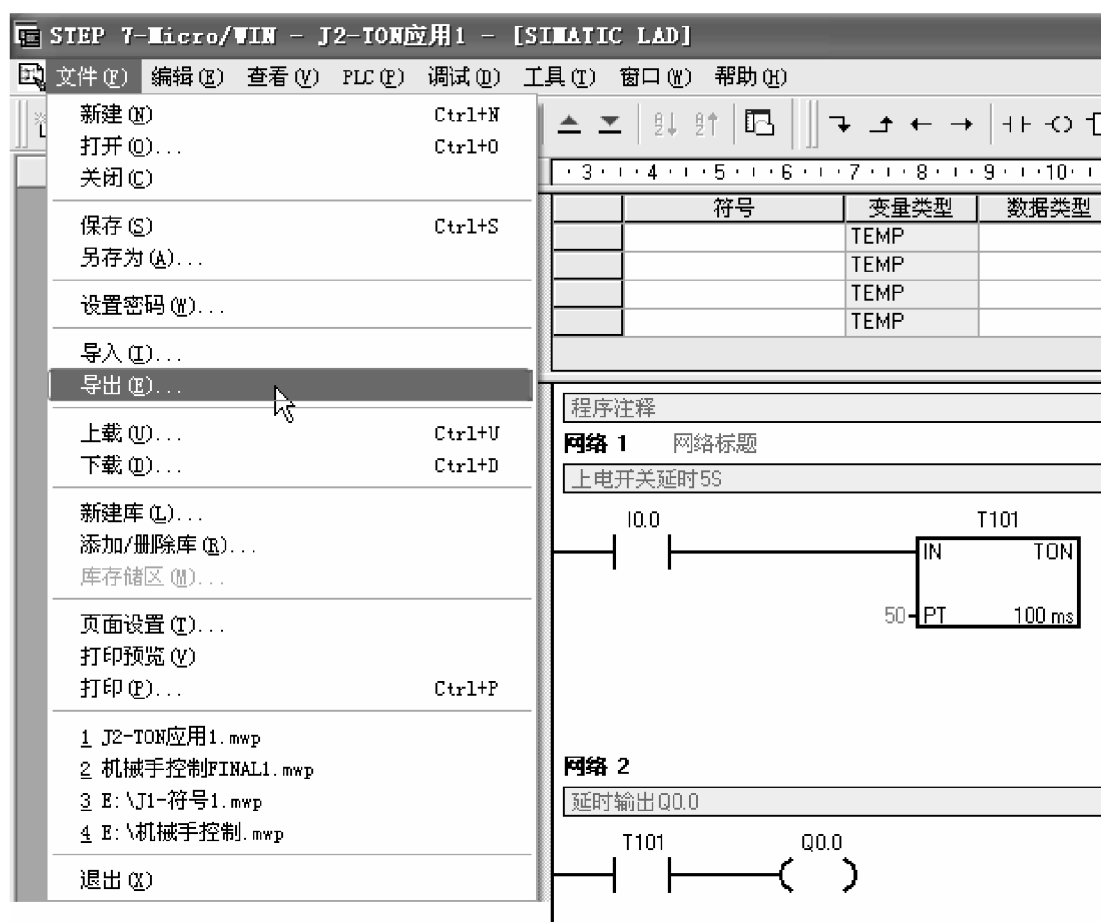 STEP 7-Micro/WIN - J2-TON应用1 - [SIMATIC LAD]
文件(F) 编辑(E) 查看(V) PLC(P) 调试(D) 工具(T) 窗口(W) 帮助(H)
新建(N) Ctrl+N
打开(O)... Ctrl+O
关闭(C)
保存(S) Ctrl+S
另存为(A)...
设置密码(W)...
导入(I)...
导出(E)...
上载(U)... Ctrl+U
下载(D)... Ctrl+D
新建库(L)...
添加/删除库(R)...
库存储区(M)...
页面设置(T)...
打印预览(V)
打印(P)... Ctrl+P
1 J2-TON应用1.mwp
2 机械手控制FINAL1.mwp
3 E:\J1-符号1.mwp
4 E:\机械手控制.mwp
退出(X)
3 4 5 6 7 8 9 10
符号 变量类型 数据类型
TEMP
TEMP
TEMP
TEMP
程序注释
网络 1 网络标题
上电开关延时5S
I0.0 T101
IN TON
50 PT 100 ms
网络 2
延时输出Q0.0
T101 Q0.0